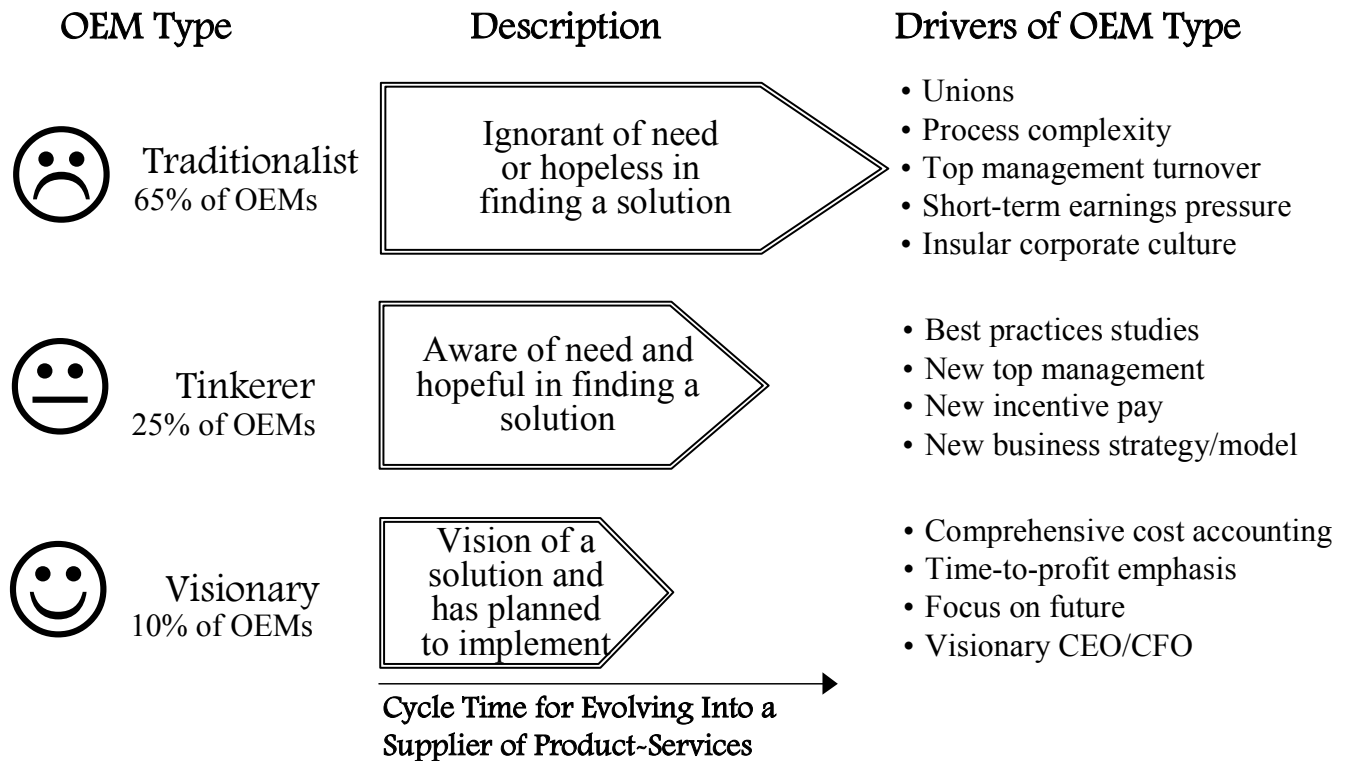 OEM Type
Description
Drivers of OEM Type
Traditionalist
65% of OEMs
Ignorant of need
or hopeless in
finding a solution
• Unions
• Process complexity
• Top management turnover
• Short-term earnings pressure
• Insular corporate culture
Tinkerer
25% of OEMs
Aware of need and
hopeful in finding a
solution
• Best practices studies
• New top management
• New incentive pay
• New business strategy/model
Visionary
10% of OEMs
Vision of a
solution and
has planned
to implement
• Comprehensive cost accounting
• Time-to-profit emphasis
• Focus on future
• Visionary CEO/CFO
Cycle Time for Evolving Into a
Supplier of Product-Services